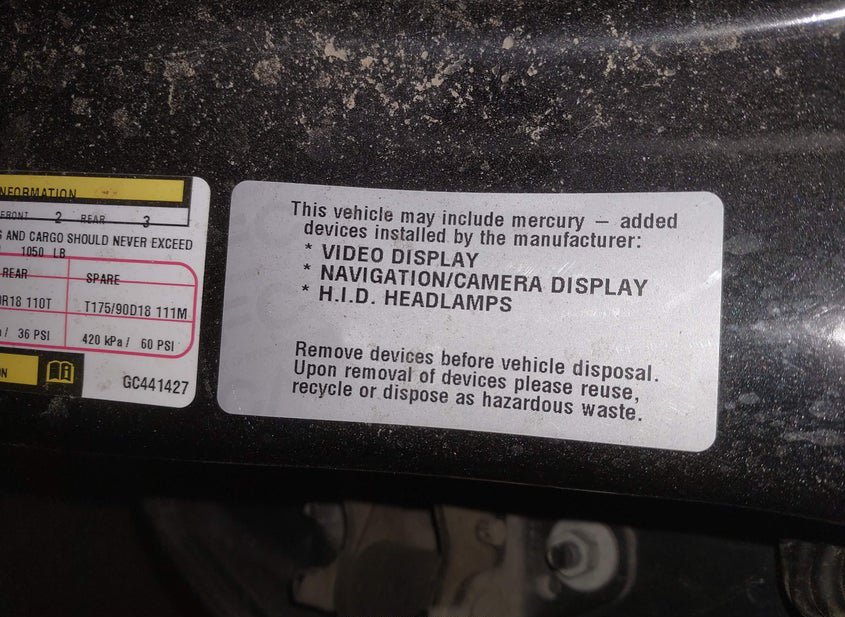 NFORMATION
FRONT 2 REAR 3
AND CARGO SHOULD NEVER EXCEED
1050 LB
REAR SPARE
R18 110T T175/90D18 111M
/ 36 PSI 420 kPa / 60 PSI
ON
GC441427
This vehicle may include mercury – added
devices installed by the manufacturer:
* VIDEO DISPLAY
* NAVIGATION/CAMERA DISPLAY
* H.I.D. HEADLAMPS
Remove devices before vehicle disposal.
Upon removal of devices please reuse,
recycle or dispose as hazardous waste.